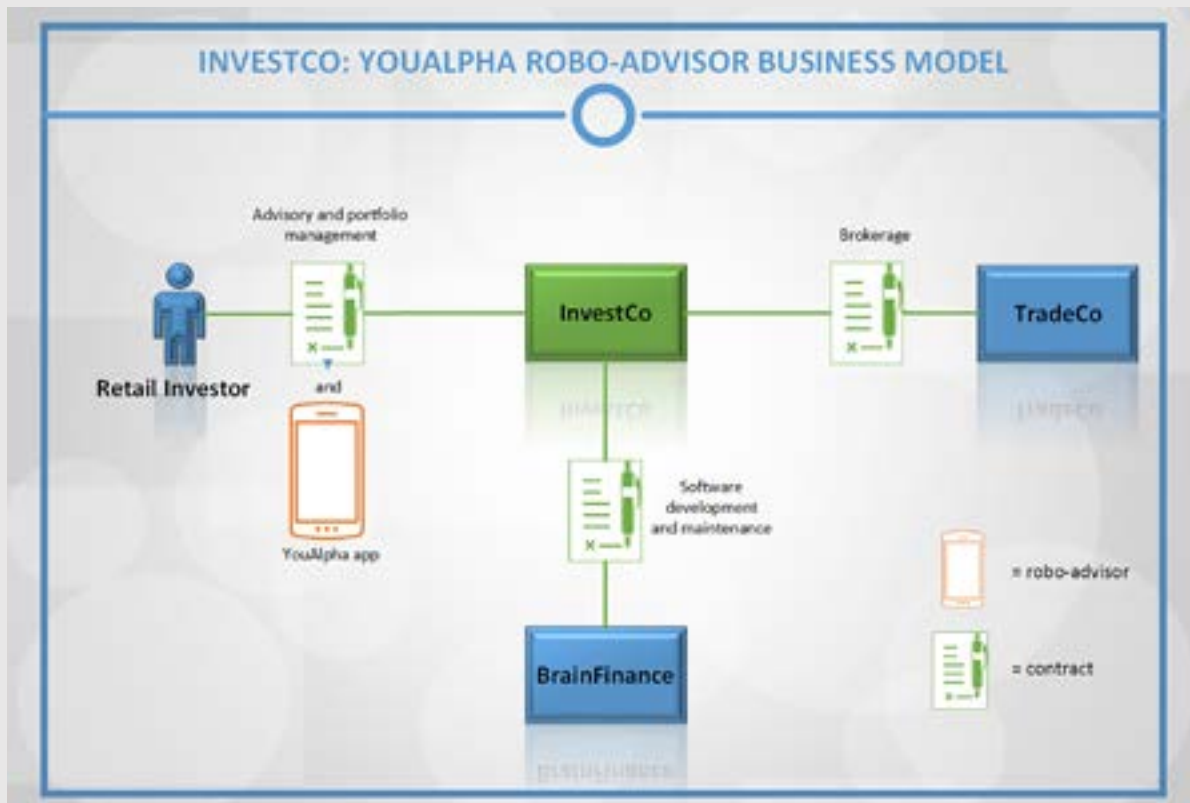 INVESTCO: YOUALPHA ROBO-ADVISOR BUSINESS MODEL
Advisory and portfolio
management
Brokerage
InvestCo
TradeCo
Retail Investor
and
YouAlpha app
Software
development
and maintenance
BrainFinance
= robo-advisor
= contract